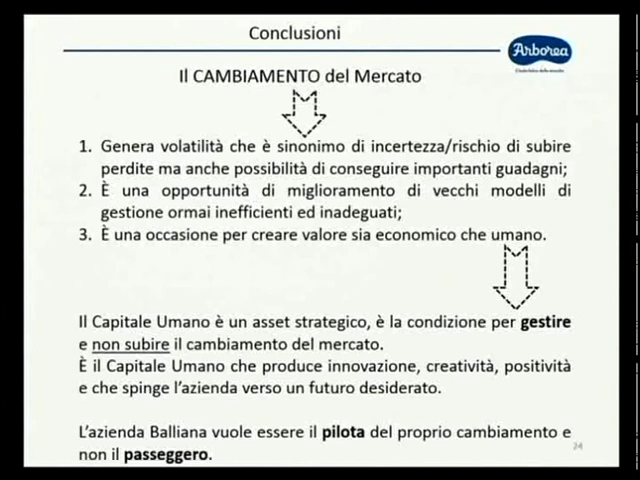 Conclusioni
Arborea
Il CAMBIAMENTO del Mercato
1. Genera volatilità che è sinonimo di incertezza/rischio di subire
perdite ma anche possibilità di conseguire importanti guadagni;
2. È una opportunità di miglioramento di vecchi modelli di
gestione ormai inefficienti ed inadeguati;
3. È una occasione per creare valore sia economico che umano.
Il Capitale Umano è un asset strategico, è la condizione per gestire
e non subire il cambiamento del mercato.
È il Capitale Umano che produce innovazione, creatività, positività
e che spinge l’azienda verso un futuro desiderato.
L’azienda Balliana vuole essere il pilota del proprio cambiamento e
non il passeggero.
24